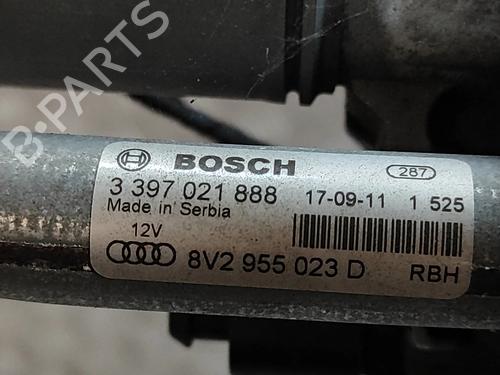 B-PARTS
BOSCH
287
3 397 021 888
17-09-11 1 525
Made in Serbia
12V
8V2 955 023 D
RBH